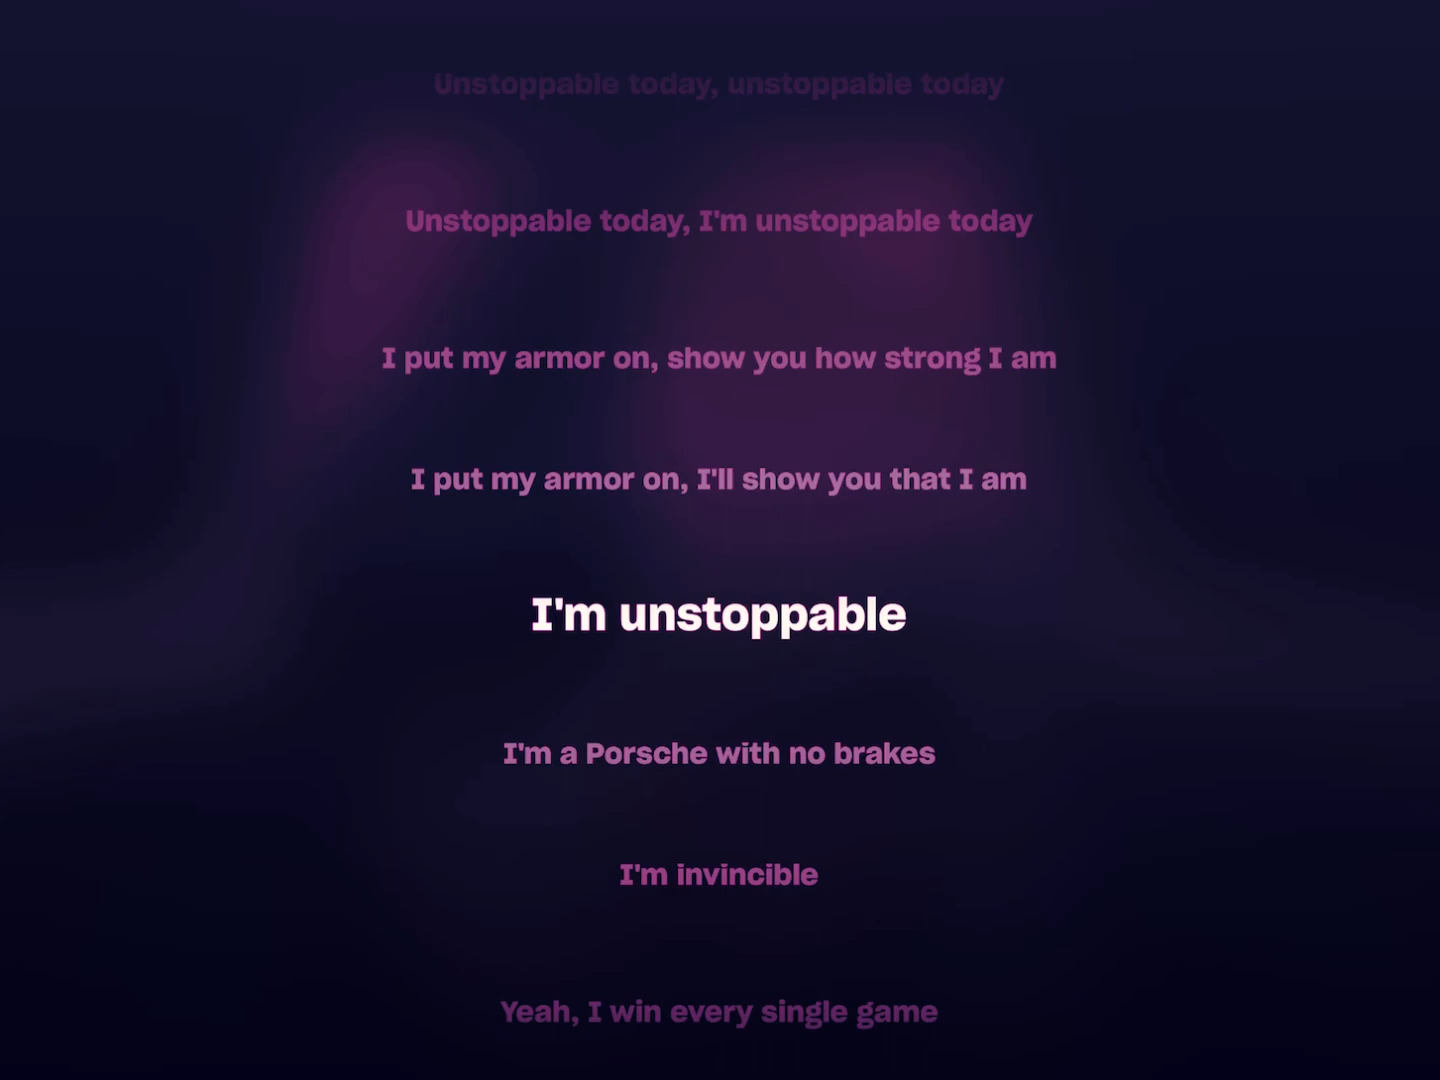 Unstoppable today, unstoppable today
Unstoppable today, I'm unstoppable today
I put my armor on, show you how strong I am
I put my armor on, I'll show you that I am
I'm unstoppable
I'm a Porsche with no brakes
I'm invincible
Yeah, I win every single game